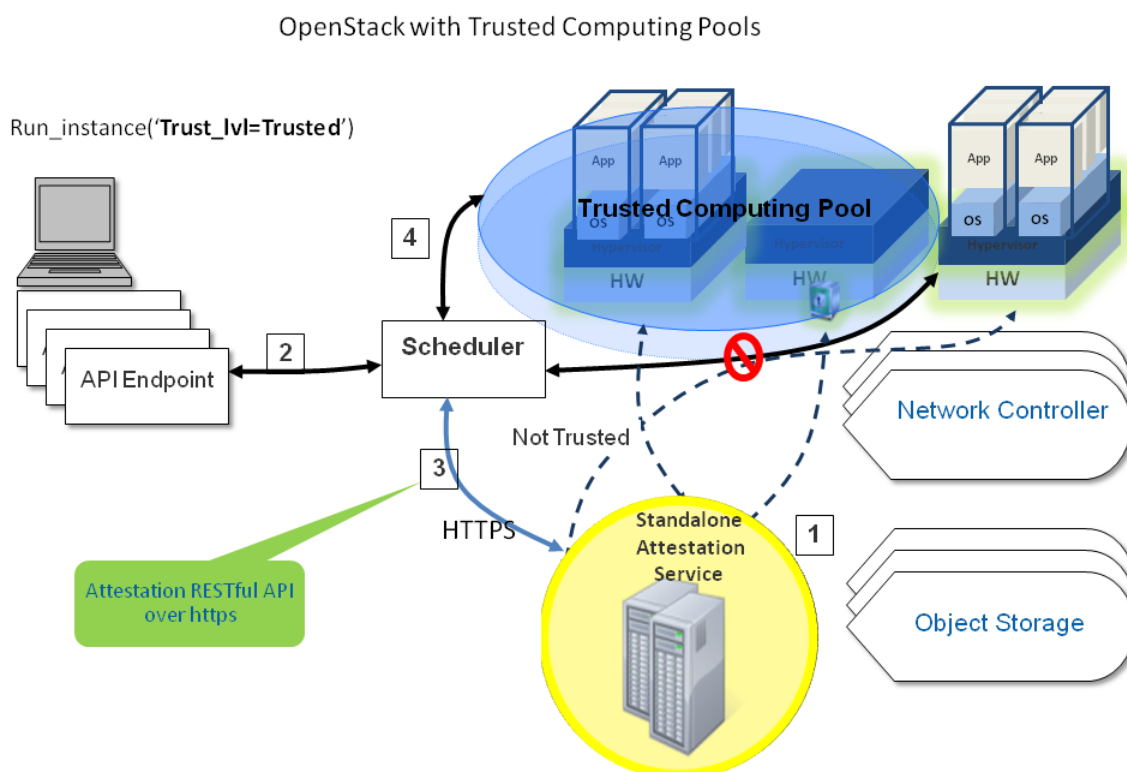 OpenStack with Trusted Computing Pools
Run_instance('Trust_lvl=Trusted')
App
App
App
App
OS
OS
OS
OS
Trusted Computing Pool
Hypervisor
Hypervisor
Hypervisor
HW
HW
HW
4
2
Scheduler
API Endpoint
Network Controller
Not Trusted
3
HTTPS
1
Standalone
Attestation
Service
Attestation RESTful API
over https
Object Storage